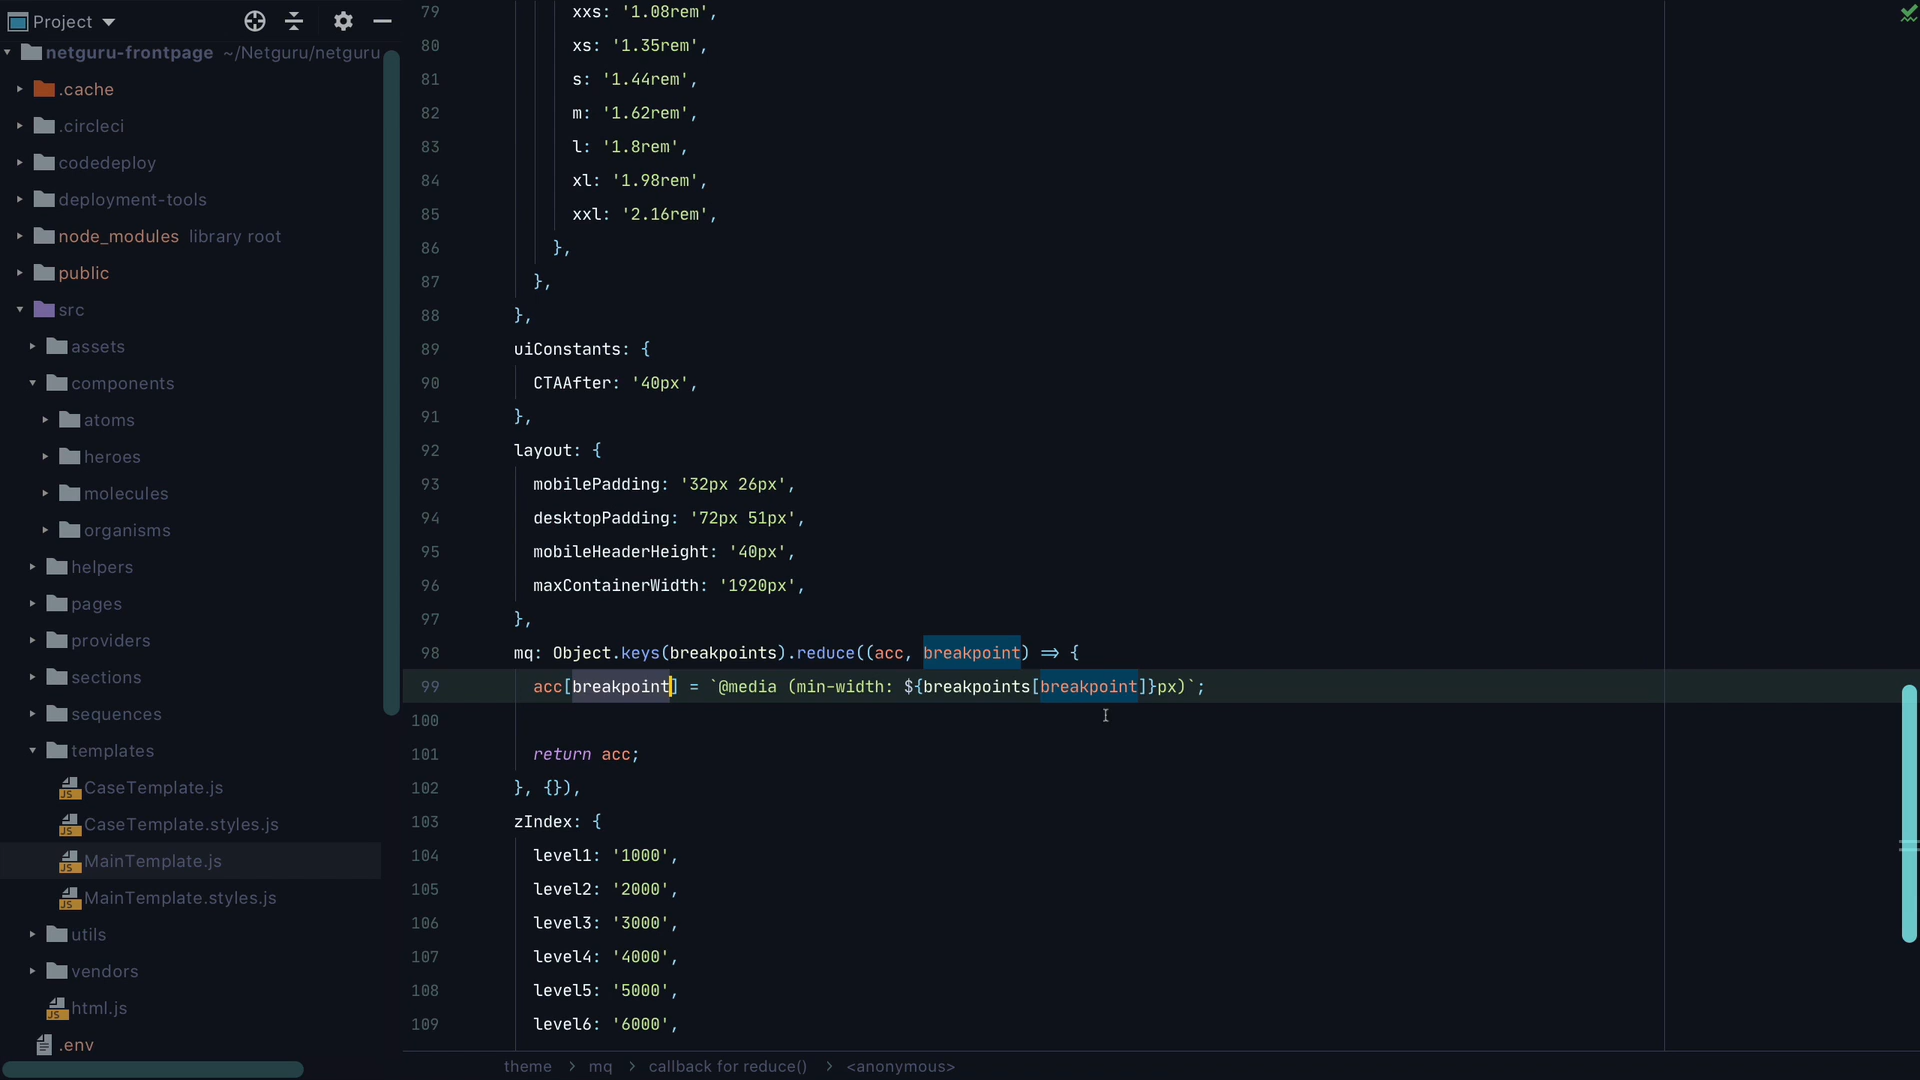 Project
netguru-frontpage ~/Netguru/netguru
.cache
.circleci
codedeploy
deployment-tools
node_modules library root
public
src
assets
components
atoms
heroes
molecules
organisms
helpers
pages
providers
sections
sequences
templates
JS CaseTemplate.js
JS CaseTemplate.styles.js
JS MainTemplate.js
JS MainTemplate.styles.js
utils
vendors
JS html.js
.env
79 xxs: '1.08rem',
80 xs: '1.35rem',
81 s: '1.44rem',
82 m: '1.62rem',
83 l: '1.8rem',
84 xl: '1.98rem',
85 xxl: '2.16rem',
86 },
87 },
88 },
89 uiConstants: {
90 CTAAfter: '40px',
91 },
92 layout: {
93 mobilePadding: '32px 26px',
94 desktopPadding: '72px 51px',
95 mobileHeaderHeight: '40px',
96 maxContainerWidth: '1920px',
97 },
98 mq: Object.keys(breakpoints).reduce((acc, breakpoint) => {
99 acc[breakpoint] = `@media (min-width: ${breakpoints[breakpoint]}px)`;
100
101 return acc;
102 }, {}),
103 zIndex: {
104 level1: '1000',
105 level2: '2000',
106 level3: '3000',
107 level4: '4000',
108 level5: '5000',
109 level6: '6000',
theme > mq > callback for reduce() > <anonymous>